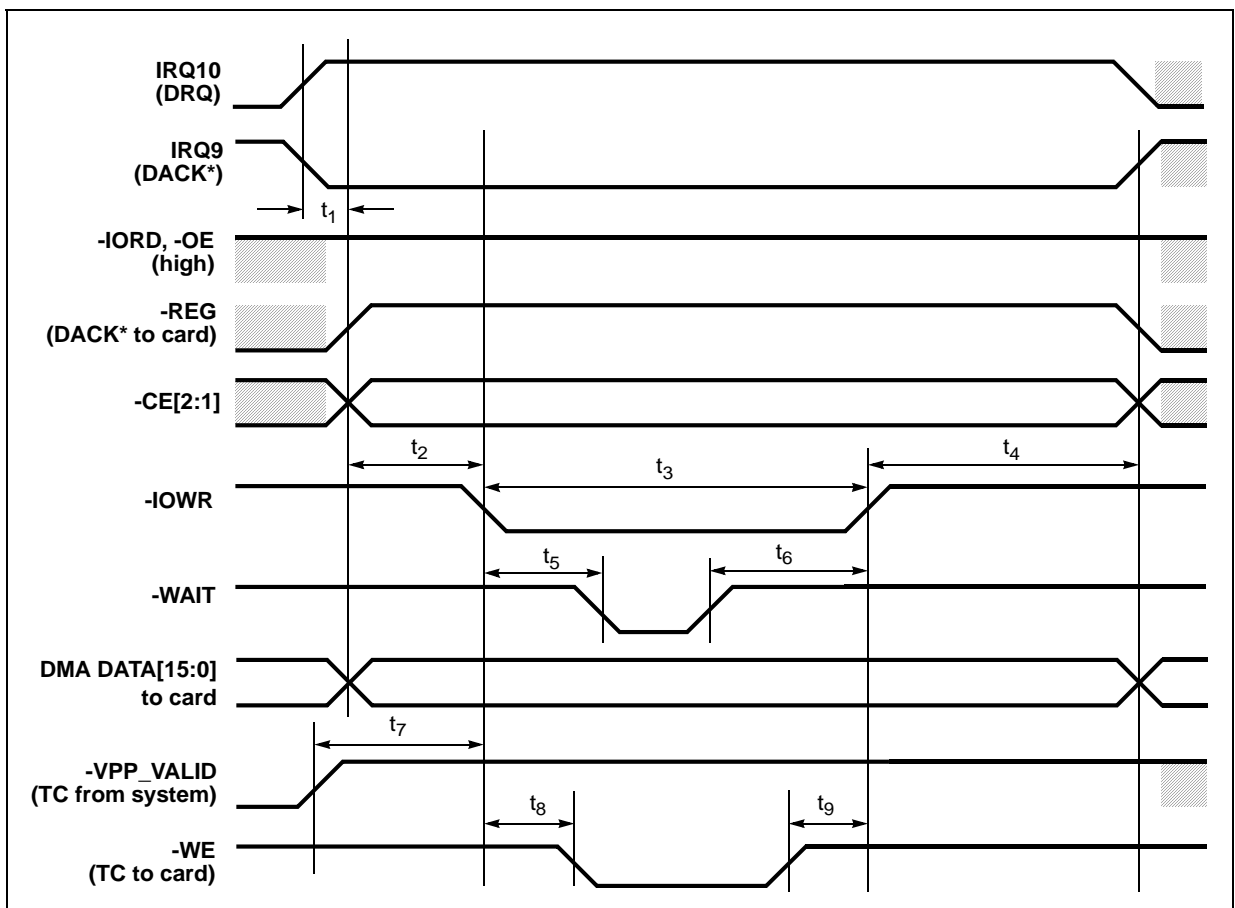 IRQ10
(DRQ)
IRQ9
(DACK*)
t1
-IORD, -OE
(high)
-REG
(DACK* to card)
-CE[2:1]
t2
t3
t4
-IOWR
t5
t6
-WAIT
DMA DATA[15:0]
to card
t7
-VPP_VALID
(TC from system)
t8
t9
-WE
(TC to card)